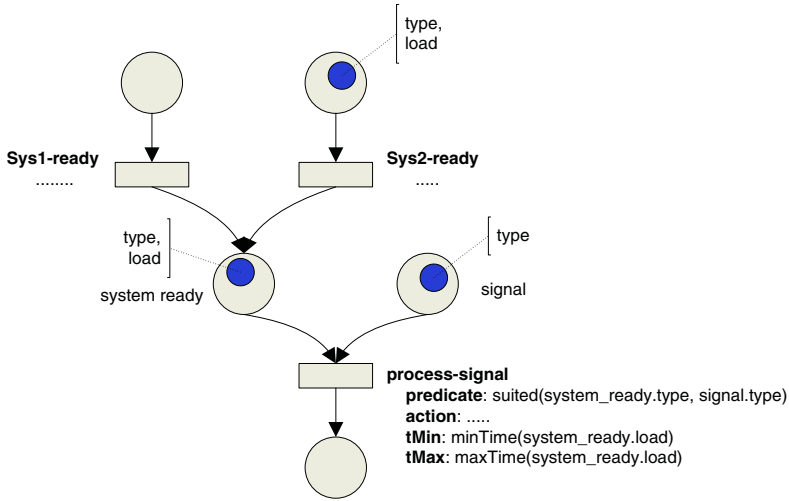 type,
load
Sys1-ready
........
Sys2-ready
.....
type,
load
type
system ready
signal
process-signal
predicate: suited(system_ready.type, signal.type)
action: .....
tMin: minTime(system_ready.load)
tMax: maxTime(system_ready.load)